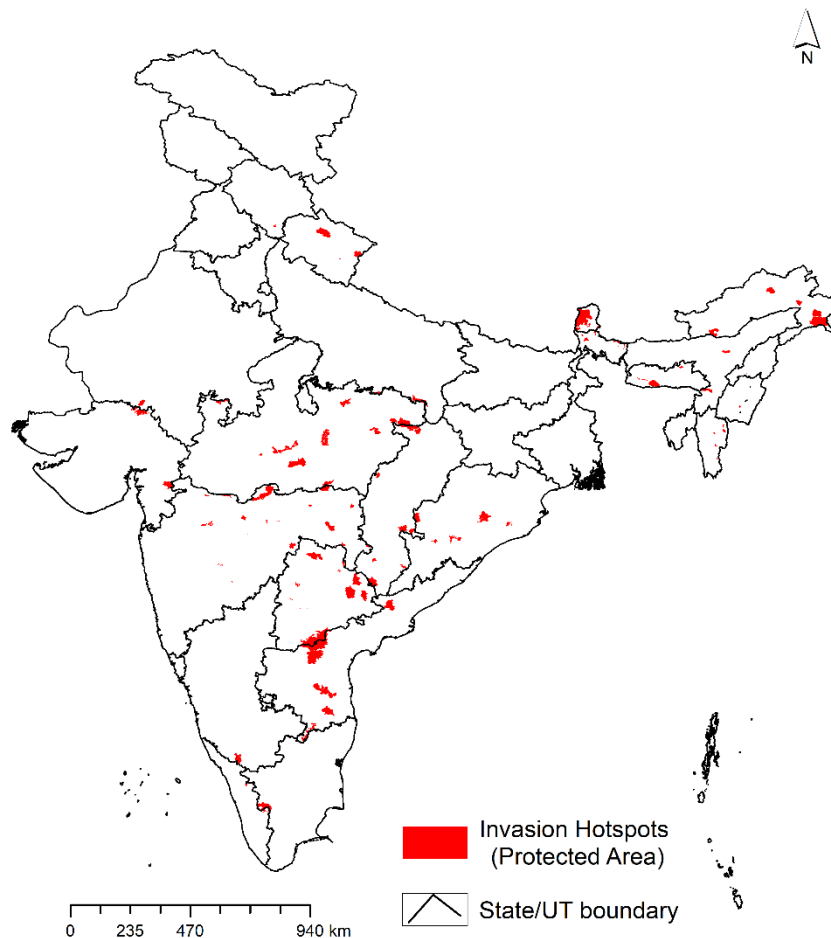 N
Invasion Hotspots
(Protected Area)
State/UT boundary
0 235 470 940 km